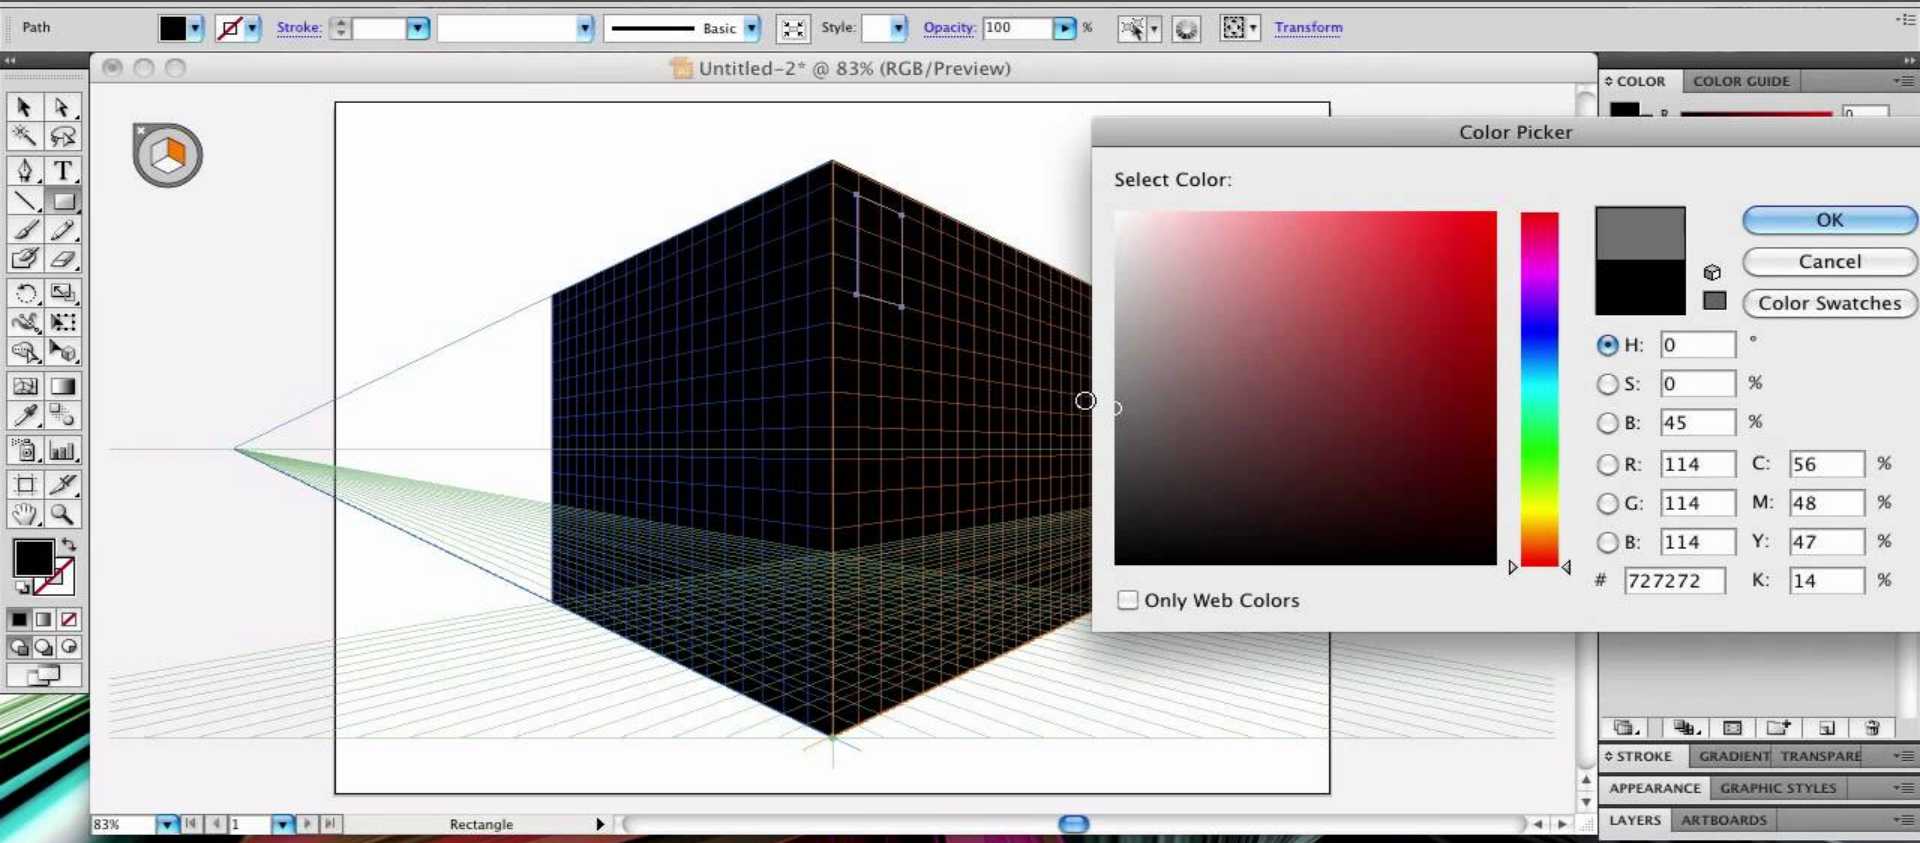 Path
Stroke:
Basic
Style:
Opacity: 100 %
Transform
Untitled-2* @ 83% (RGB/Preview)
COLOR COLOR GUIDE
R 0
T
Color Picker
Select Color:
OK
Cancel
Color Swatches
H: 0 °
S: 0 %
B: 45 %
R: 114 C: 56 %
G: 114 M: 48 %
B: 114 Y: 47 %
# 727272 K: 14 %
Only Web Colors
STROKE GRADIENT TRANSPARE
APPEARANCE GRAPHIC STYLES
LAYERS ARTBOARDS
83% 1 Rectangle